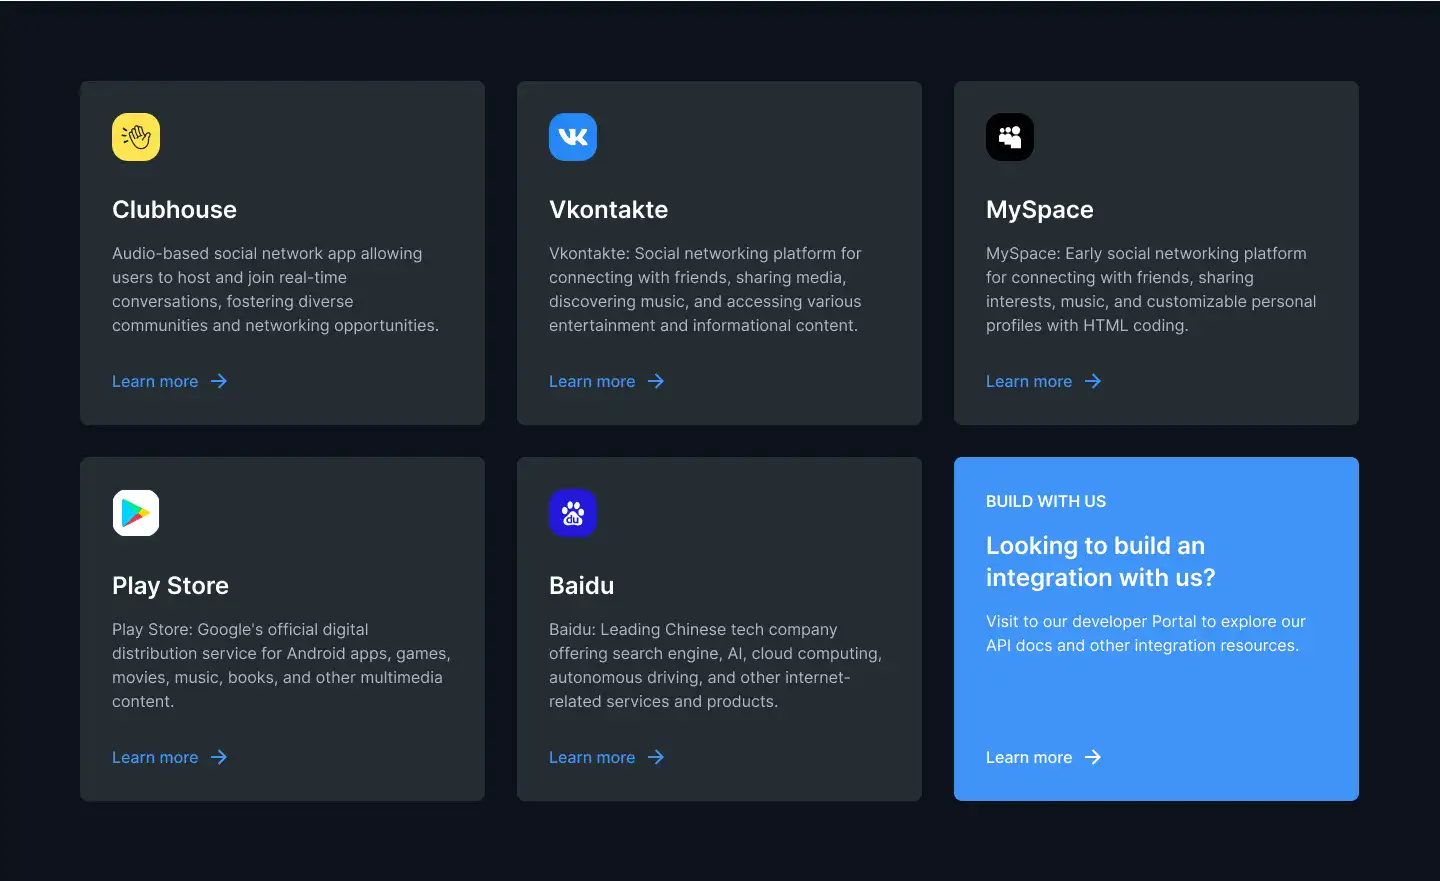 Clubhouse
Audio-based social network app allowing
users to host and join real-time
conversations, fostering diverse
communities and networking opportunities.
Learn more
Vkontakte
Vkontakte: Social networking platform for
connecting with friends, sharing media,
discovering music, and accessing various
entertainment and informational content.
Learn more
MySpace
MySpace: Early social networking platform
for connecting with friends, sharing
interests, music, and customizable personal
profiles with HTML coding.
Learn more
Play Store
Play Store: Google's official digital
distribution service for Android apps, games,
movies, music, books, and other multimedia
content.
Learn more
du
Baidu
Baidu: Leading Chinese tech company
offering search engine, AI, cloud computing,
autonomous driving, and other internet-
related services and products.
Learn more
BUILD WITH US
Looking to build an
integration with us?
Visit to our developer Portal to explore our
API docs and other integration resources.
Learn more